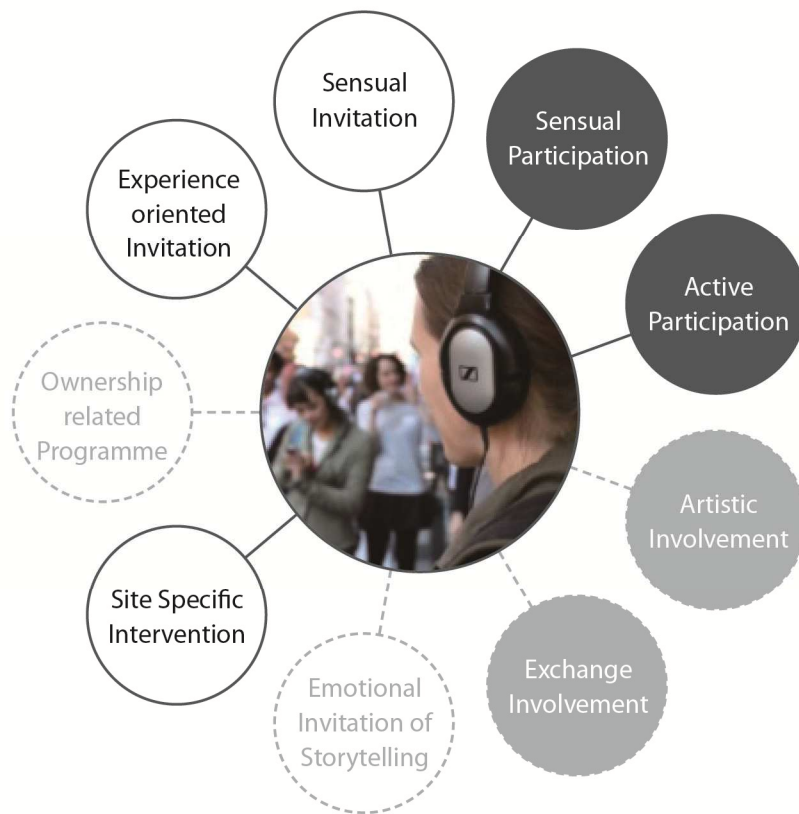 Sensual
Invitation
Sensual
Participation
Experience
oriented
Invitation
Active
Participation
Ownership
related
Programme
Artistic
Involvement
Site Specific
Intervention
Exchange
Involvement
Emotional
Invitation of
Storytelling